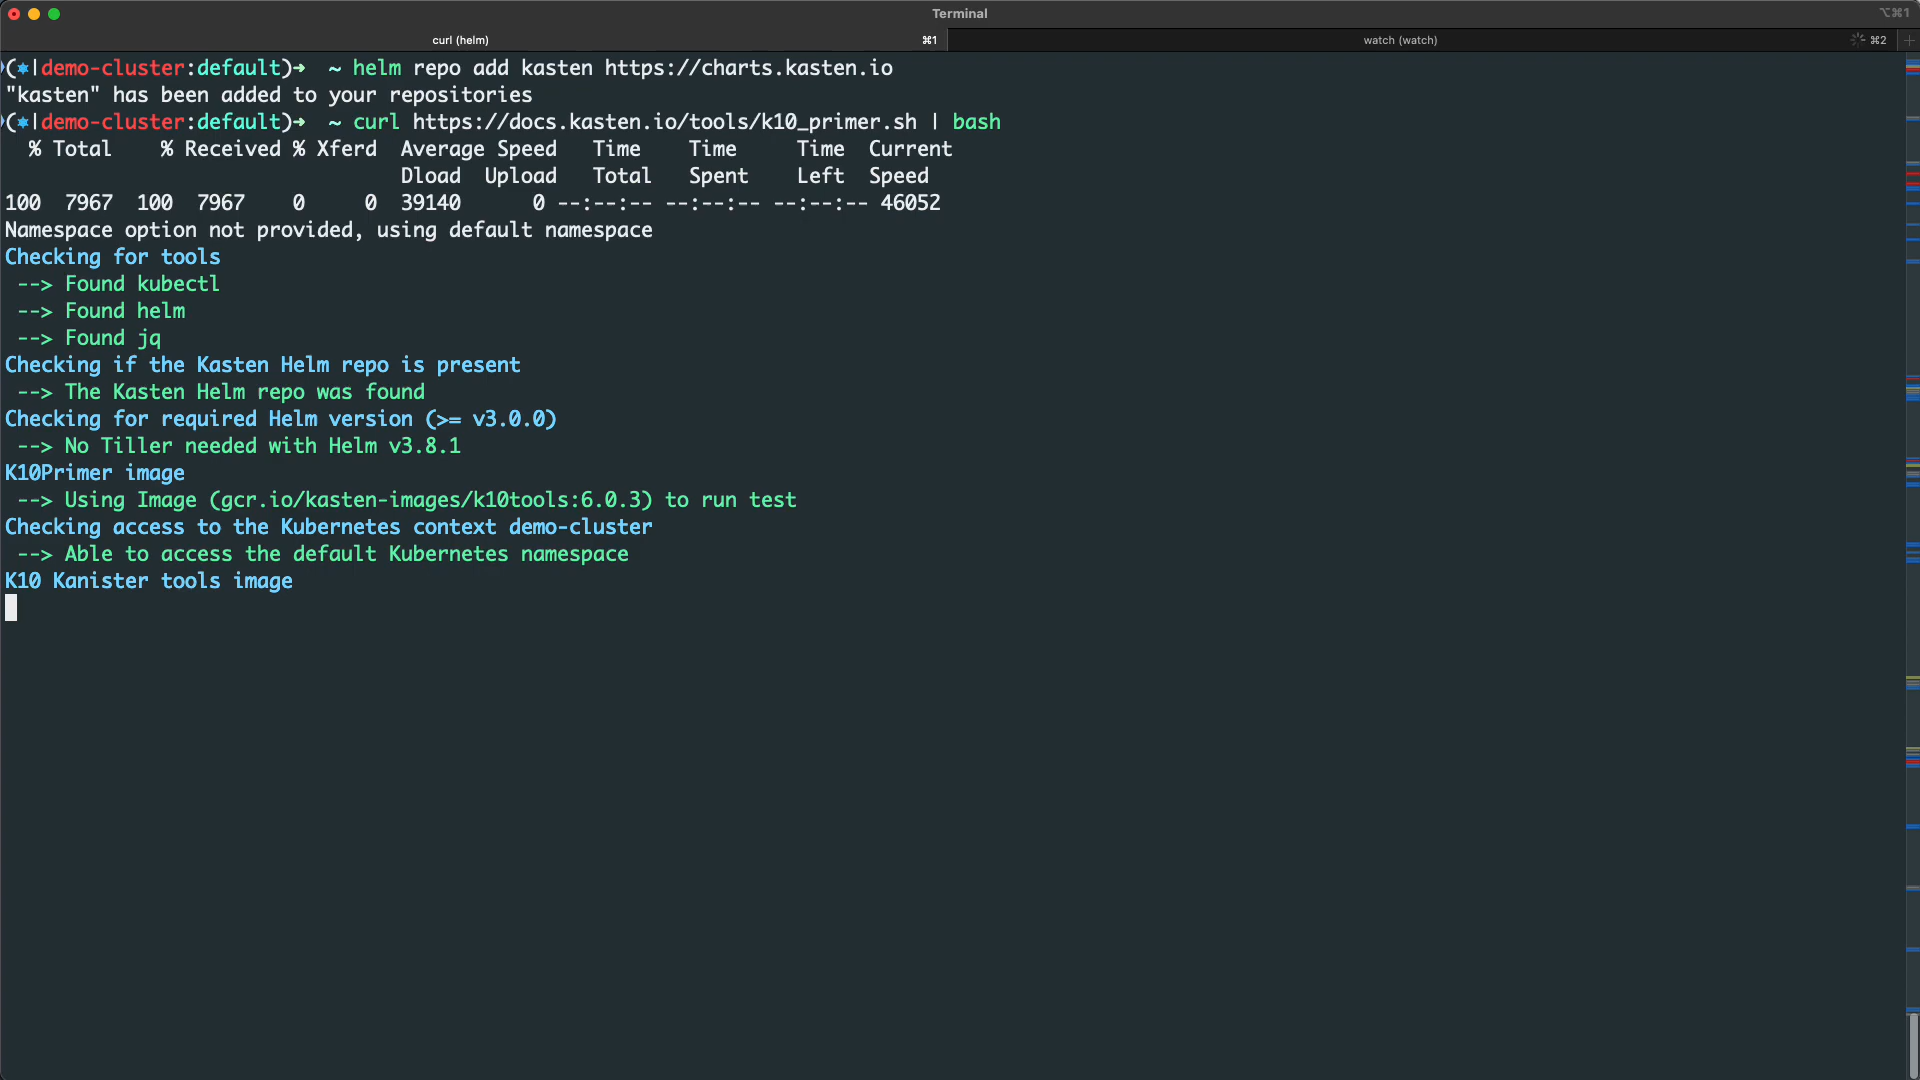 Terminal
⌥⌘1
curl (helm) ⌘1
watch (watch) ⌘2
(✷|demo-cluster:default)➜  ~ helm repo add kasten https://charts.kasten.io
"kasten" has been added to your repositories
(✷|demo-cluster:default)➜  ~ curl https://docs.kasten.io/tools/k10_primer.sh | bash
  % Total    % Received % Xferd  Average Speed   Time    Time     Time  Current
                                 Dload  Upload   Total   Spent    Left  Speed
100  7967  100  7967    0     0  39140      0 --:--:-- --:--:-- --:--:-- 46052
Namespace option not provided, using default namespace
Checking for tools
 --> Found kubectl
 --> Found helm
 --> Found jq
Checking if the Kasten Helm repo is present
 --> The Kasten Helm repo was found
Checking for required Helm version (>= v3.0.0)
 --> No Tiller needed with Helm v3.8.1
K10Primer image
 --> Using Image (gcr.io/kasten-images/k10tools:6.0.3) to run test
Checking access to the Kubernetes context demo-cluster
 --> Able to access the default Kubernetes namespace
K10 Kanister tools image